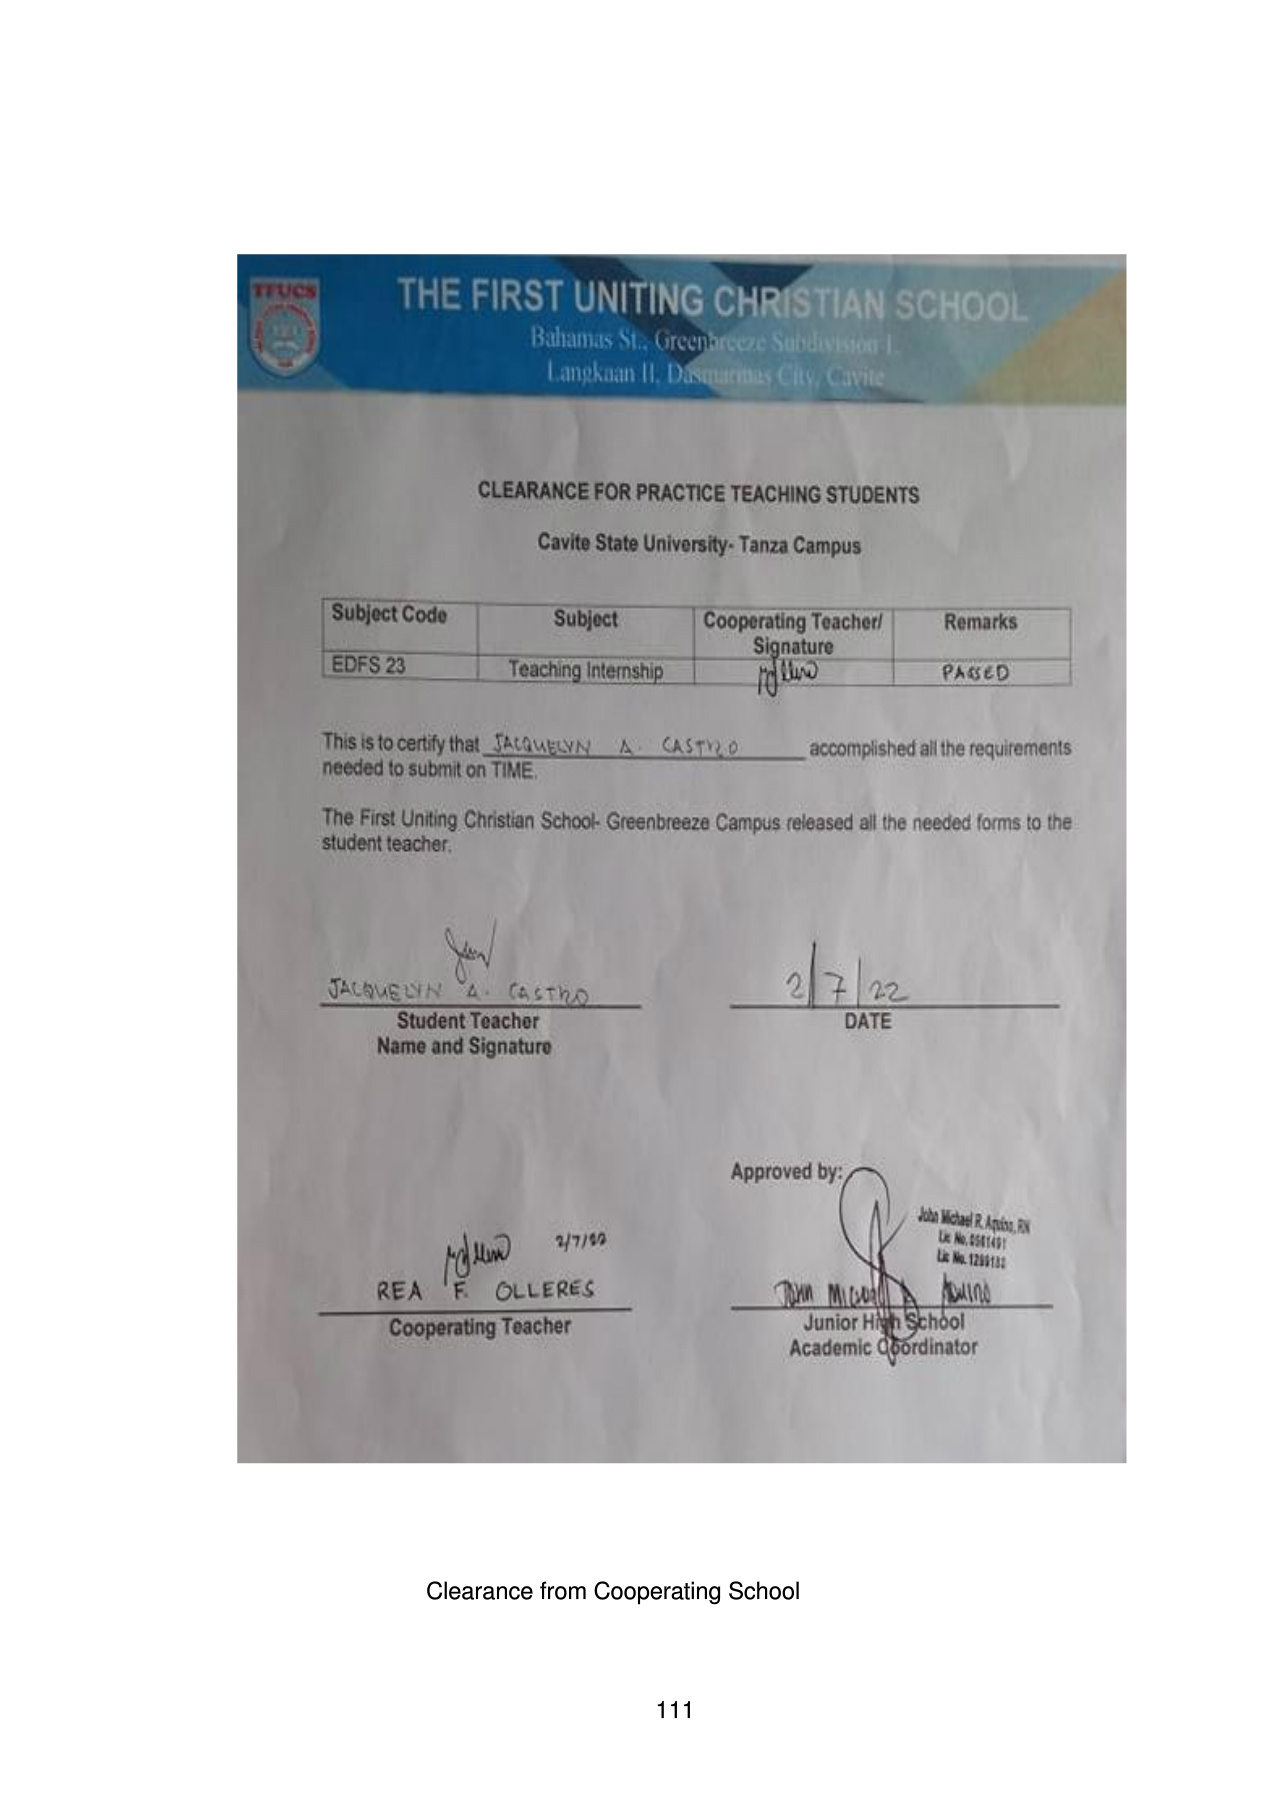 TFUCS
THE FIRST UNITING CHRISTIAN SCHOOL
Bahamas St., Greenbreeze Subdivision 1,
Langkaan II, Dasmarinas City, Cavite
CLEARANCE FOR PRACTICE TEACHING STUDENTS
Cavite State University- Tanza Campus
Subject Code Subject Cooperating Teacher/ Signature Remarks
EDFS 23 Teaching Internship PASSED
This is to certify that JACQUELYN A. CASTRO accomplished all the requirements
needed to submit on TIME.
The First Uniting Christian School- Greenbreeze Campus released all the needed forms to the
student teacher.
JACQUELYN A. CASTRO
Student Teacher
Name and Signature
2/7/22
DATE
Approved by:
2/7/22
REA F. OLLERES
Cooperating Teacher
John Michael R. Aquino, RN
Lic No.
Lic No.
JOHN MICHAEL AQUINO
Junior High School
Academic Coordinator
Clearance from Cooperating School
111